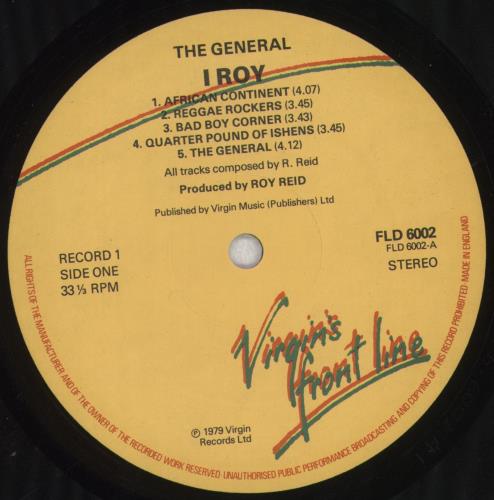 THE GENERAL
I ROY
1. AFRICAN CONTINENT (4.07)
2. REGGAE ROCKERS (3.45)
3. BAD BOY CORNER (3.43)
4. QUARTER POUND OF ISHENS (3.45)
5. THE GENERAL (4.12)
All tracks composed by R. Reid
Produced by ROY REID
Published by Virgin Music (Publishers) Ltd
RECORD 1
SIDE ONE
33 ⅓ RPM
FLD 6002
FLD 6002-A
STEREO
Virgin's
front line
℗ 1979 Virgin
Records Ltd
ALL RIGHTS OF THE MANUFACTURER AND OF THE OWNER OF THE RECORDED WORK RESERVED · UNAUTHORISED PUBLIC PERFORMANCE BROADCASTING AND COPYING OF THIS RECORD PROHIBITED · MADE IN ENGLAND